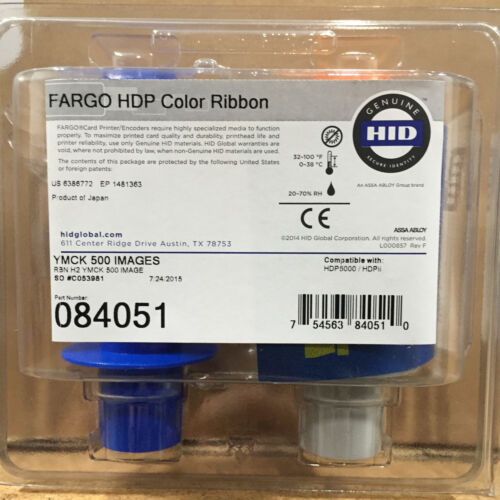 FARGO HDP Color Ribbon
FARGO®Card Printer/Encoders require highly specialized media to function
properly. To maximize printed card quality and durability, printhead life and
printer reliability, use only Genuine HID materials. HID Global warranties are
void, where not prohibited by law, when non-Genuine HID materials are used.
The contents of this package are protected by the following United States
or foreign patents:
US 6386772 EP 1481363
Product of Japan
hidglobal.com
611 Center Ridge Drive Austin, TX 78753
32-100 °F
0-38 °C
20-70% RH
GENUINE
HID
SECURE IDENTITY
An ASSA ABLOY Group brand
ASSA ABLOY
CE
©2014 HID Global Corporation. All rights reserved.
L000857 Rev F
YMCK 500 IMAGES
RBN H2 YMCK 500 IMAGE
SO #C053981 7/24/2015
Compatible with:
HDP5000 / HDPii
Part Number:
084051
7 54563 84051 0